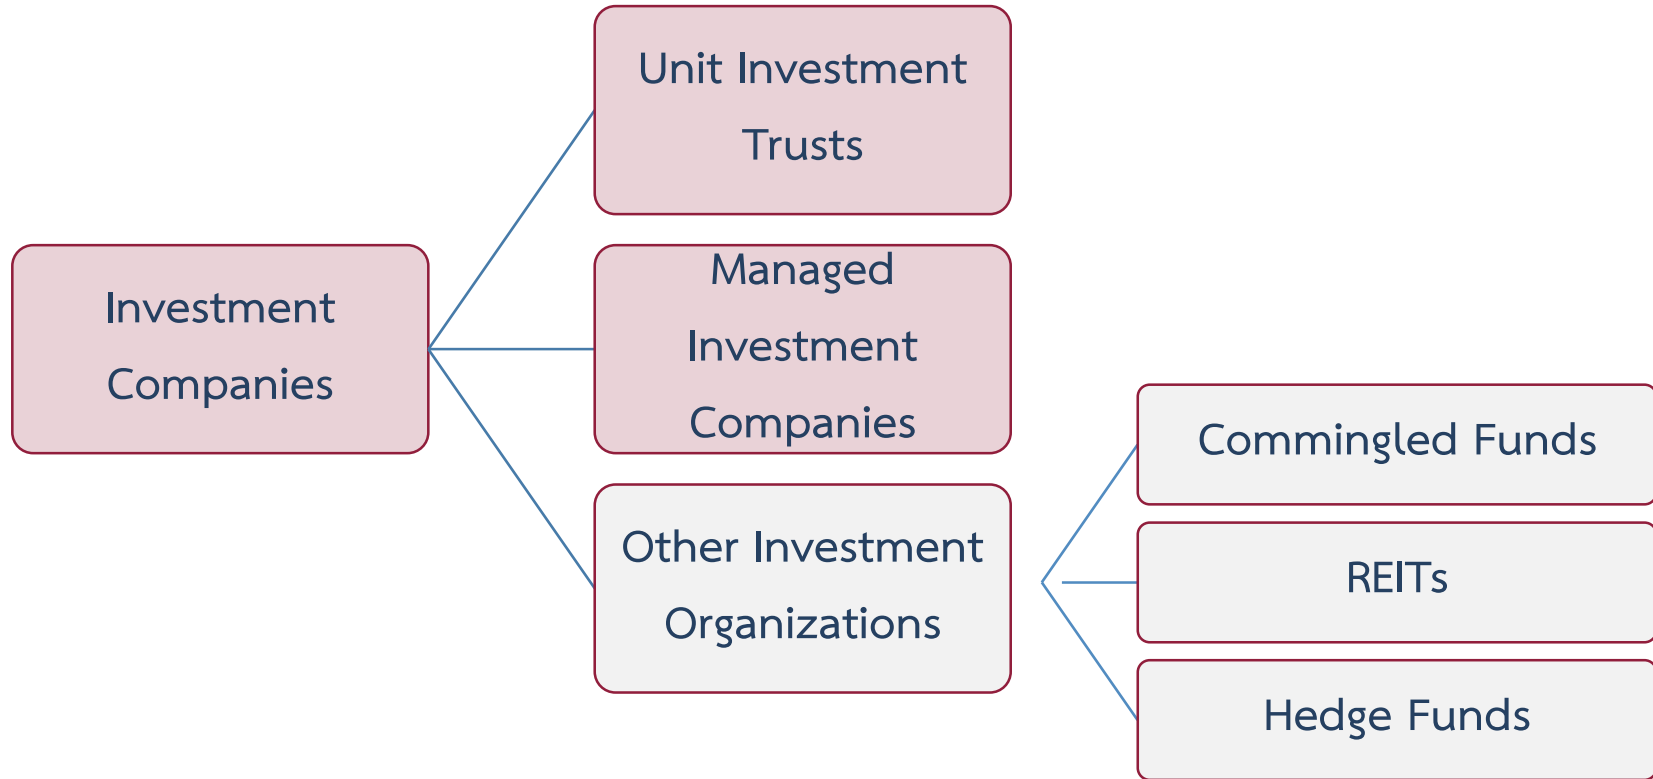 Unit Investment
Trusts
Investment
Companies
Managed
Investment
Companies
Other Investment
Organizations
Commingled Funds
REITs
Hedge Funds